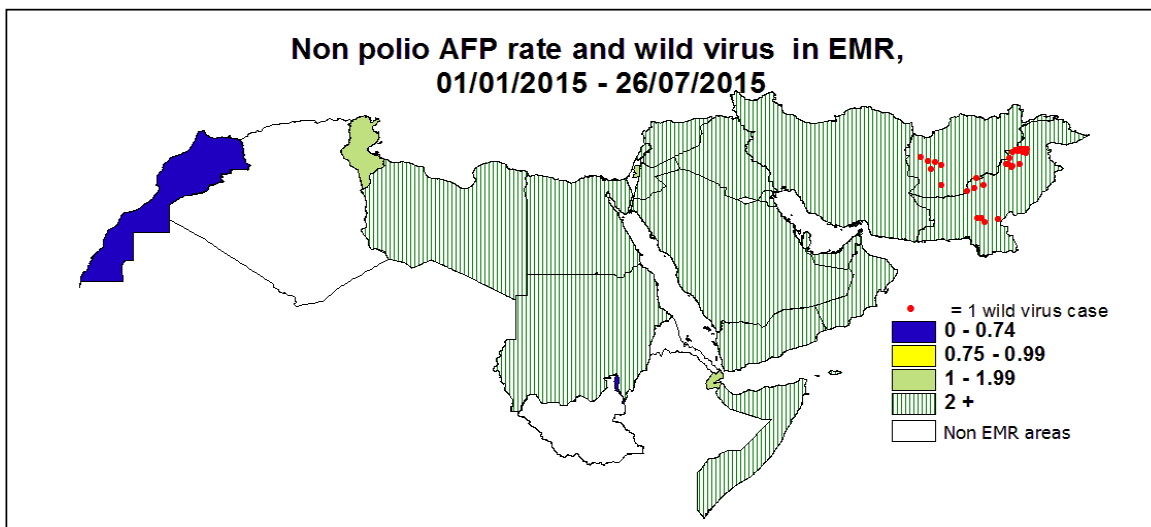 Non polio AFP rate and wild virus in EMR,
01/01/2015 - 26/07/2015
= 1 wild virus case
0 - 0.74
0.75 - 0.99
1 - 1.99
2 +
Non EMR areas